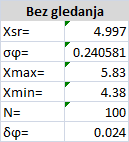 Bez gledanja
Xsr= 4.997
σφ= 0.240581
Xmax= 5.83
Xmin= 4.38
N= 100
δφ= 0.024